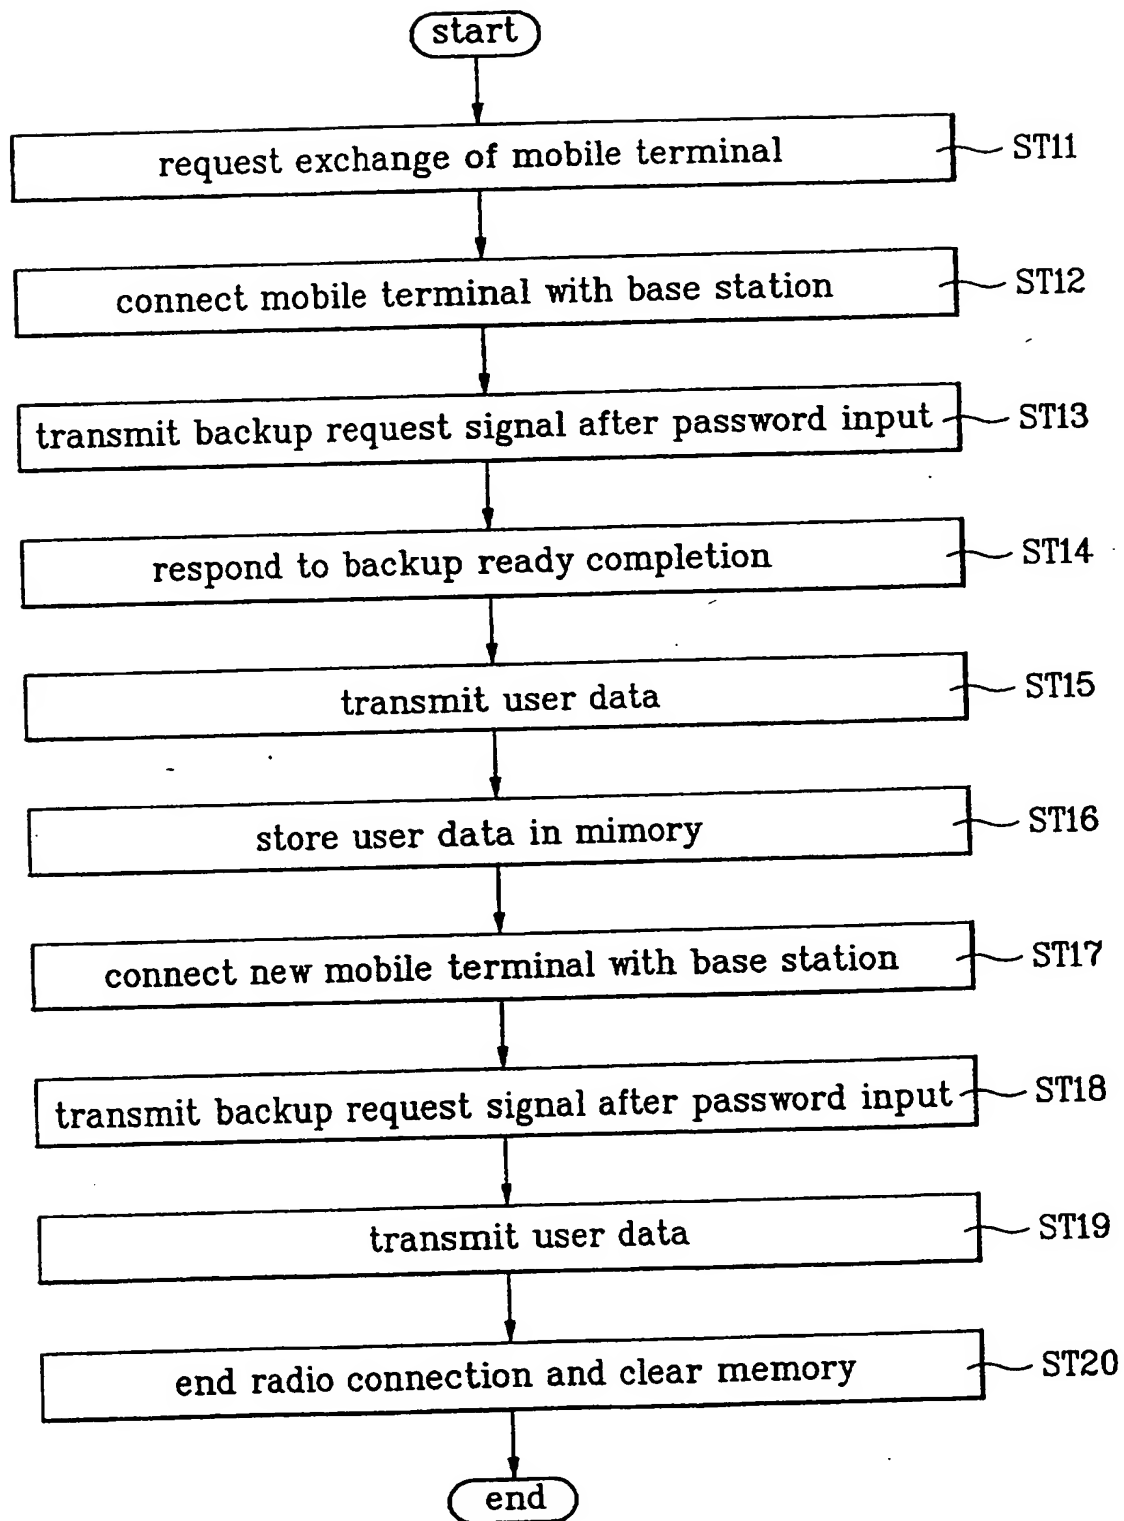 start
request exchange of mobile terminal
ST11
connect mobile terminal with base station
ST12
transmit backup request signal after password input
ST13
respond to backup ready completion
ST14
transmit user data
ST15
store user data in mimory
ST16
connect new mobile terminal with base station
ST17
transmit backup request signal after password input
ST18
transmit user data
ST19
end radio connection and clear memory
ST20
end